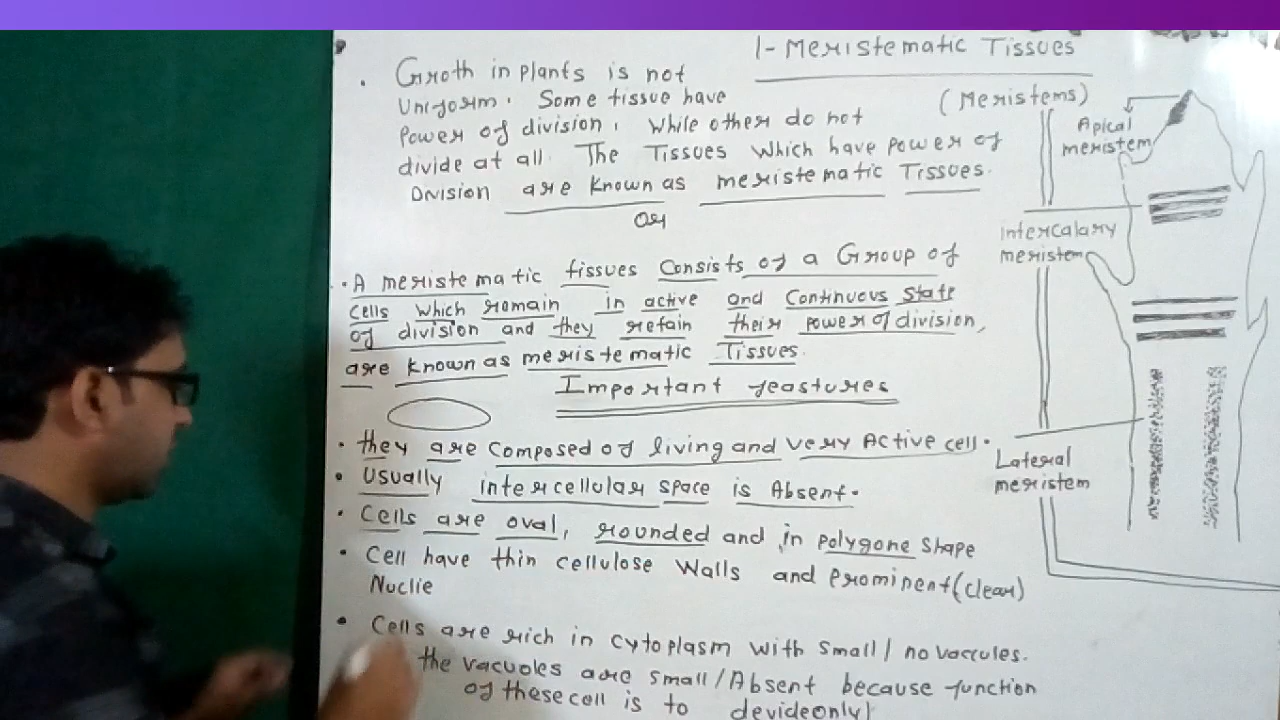 1- Meristematic Tissues
(Meristems)
. Groth in plants is not
Uniform. Some tissue have
Power of division, while other do not
divide at all. The Tissues which have power of
Division are known as meristematic Tissues.
or
. A meristematic tissues Consists of a Group of
cells which romain in active and Continuous State
of division and they retain their power of division,
are known as meristematic Tissues.
Important feastures
. they are composed of living and very Active cell.
. Usually intercellular space is Absent.
. Cells are oval, rounded and in polygone shape
. Cell have thin cellulose walls and prominent (clear)
Nuclie
. Cells are rich in cytoplasm with small / no vaccules.
the vacuoles are small / Absent because function
of these cell is to devide only
Apical
meristem
intercalary
meristem
Lateral
meristem